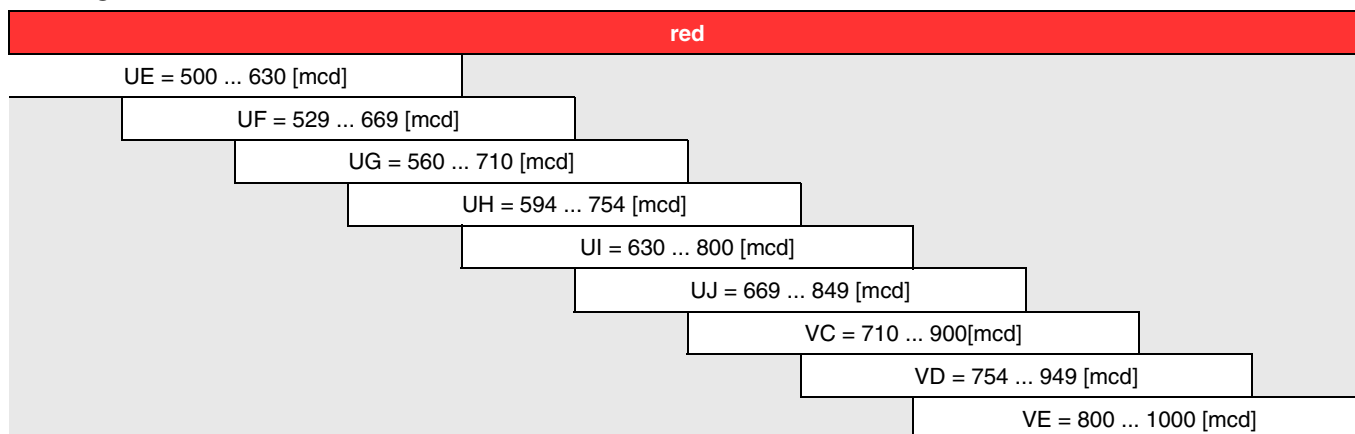 red
UE = 500 ... 630 [mcd]
UF = 529 ... 669 [mcd]
UG = 560 ... 710 [mcd]
UH = 594 ... 754 [mcd]
UI = 630 ... 800 [mcd]
UJ = 669 ... 849 [mcd]
VC = 710 ... 900[mcd]
VD = 754 ... 949 [mcd]
VE = 800 ... 1000 [mcd]